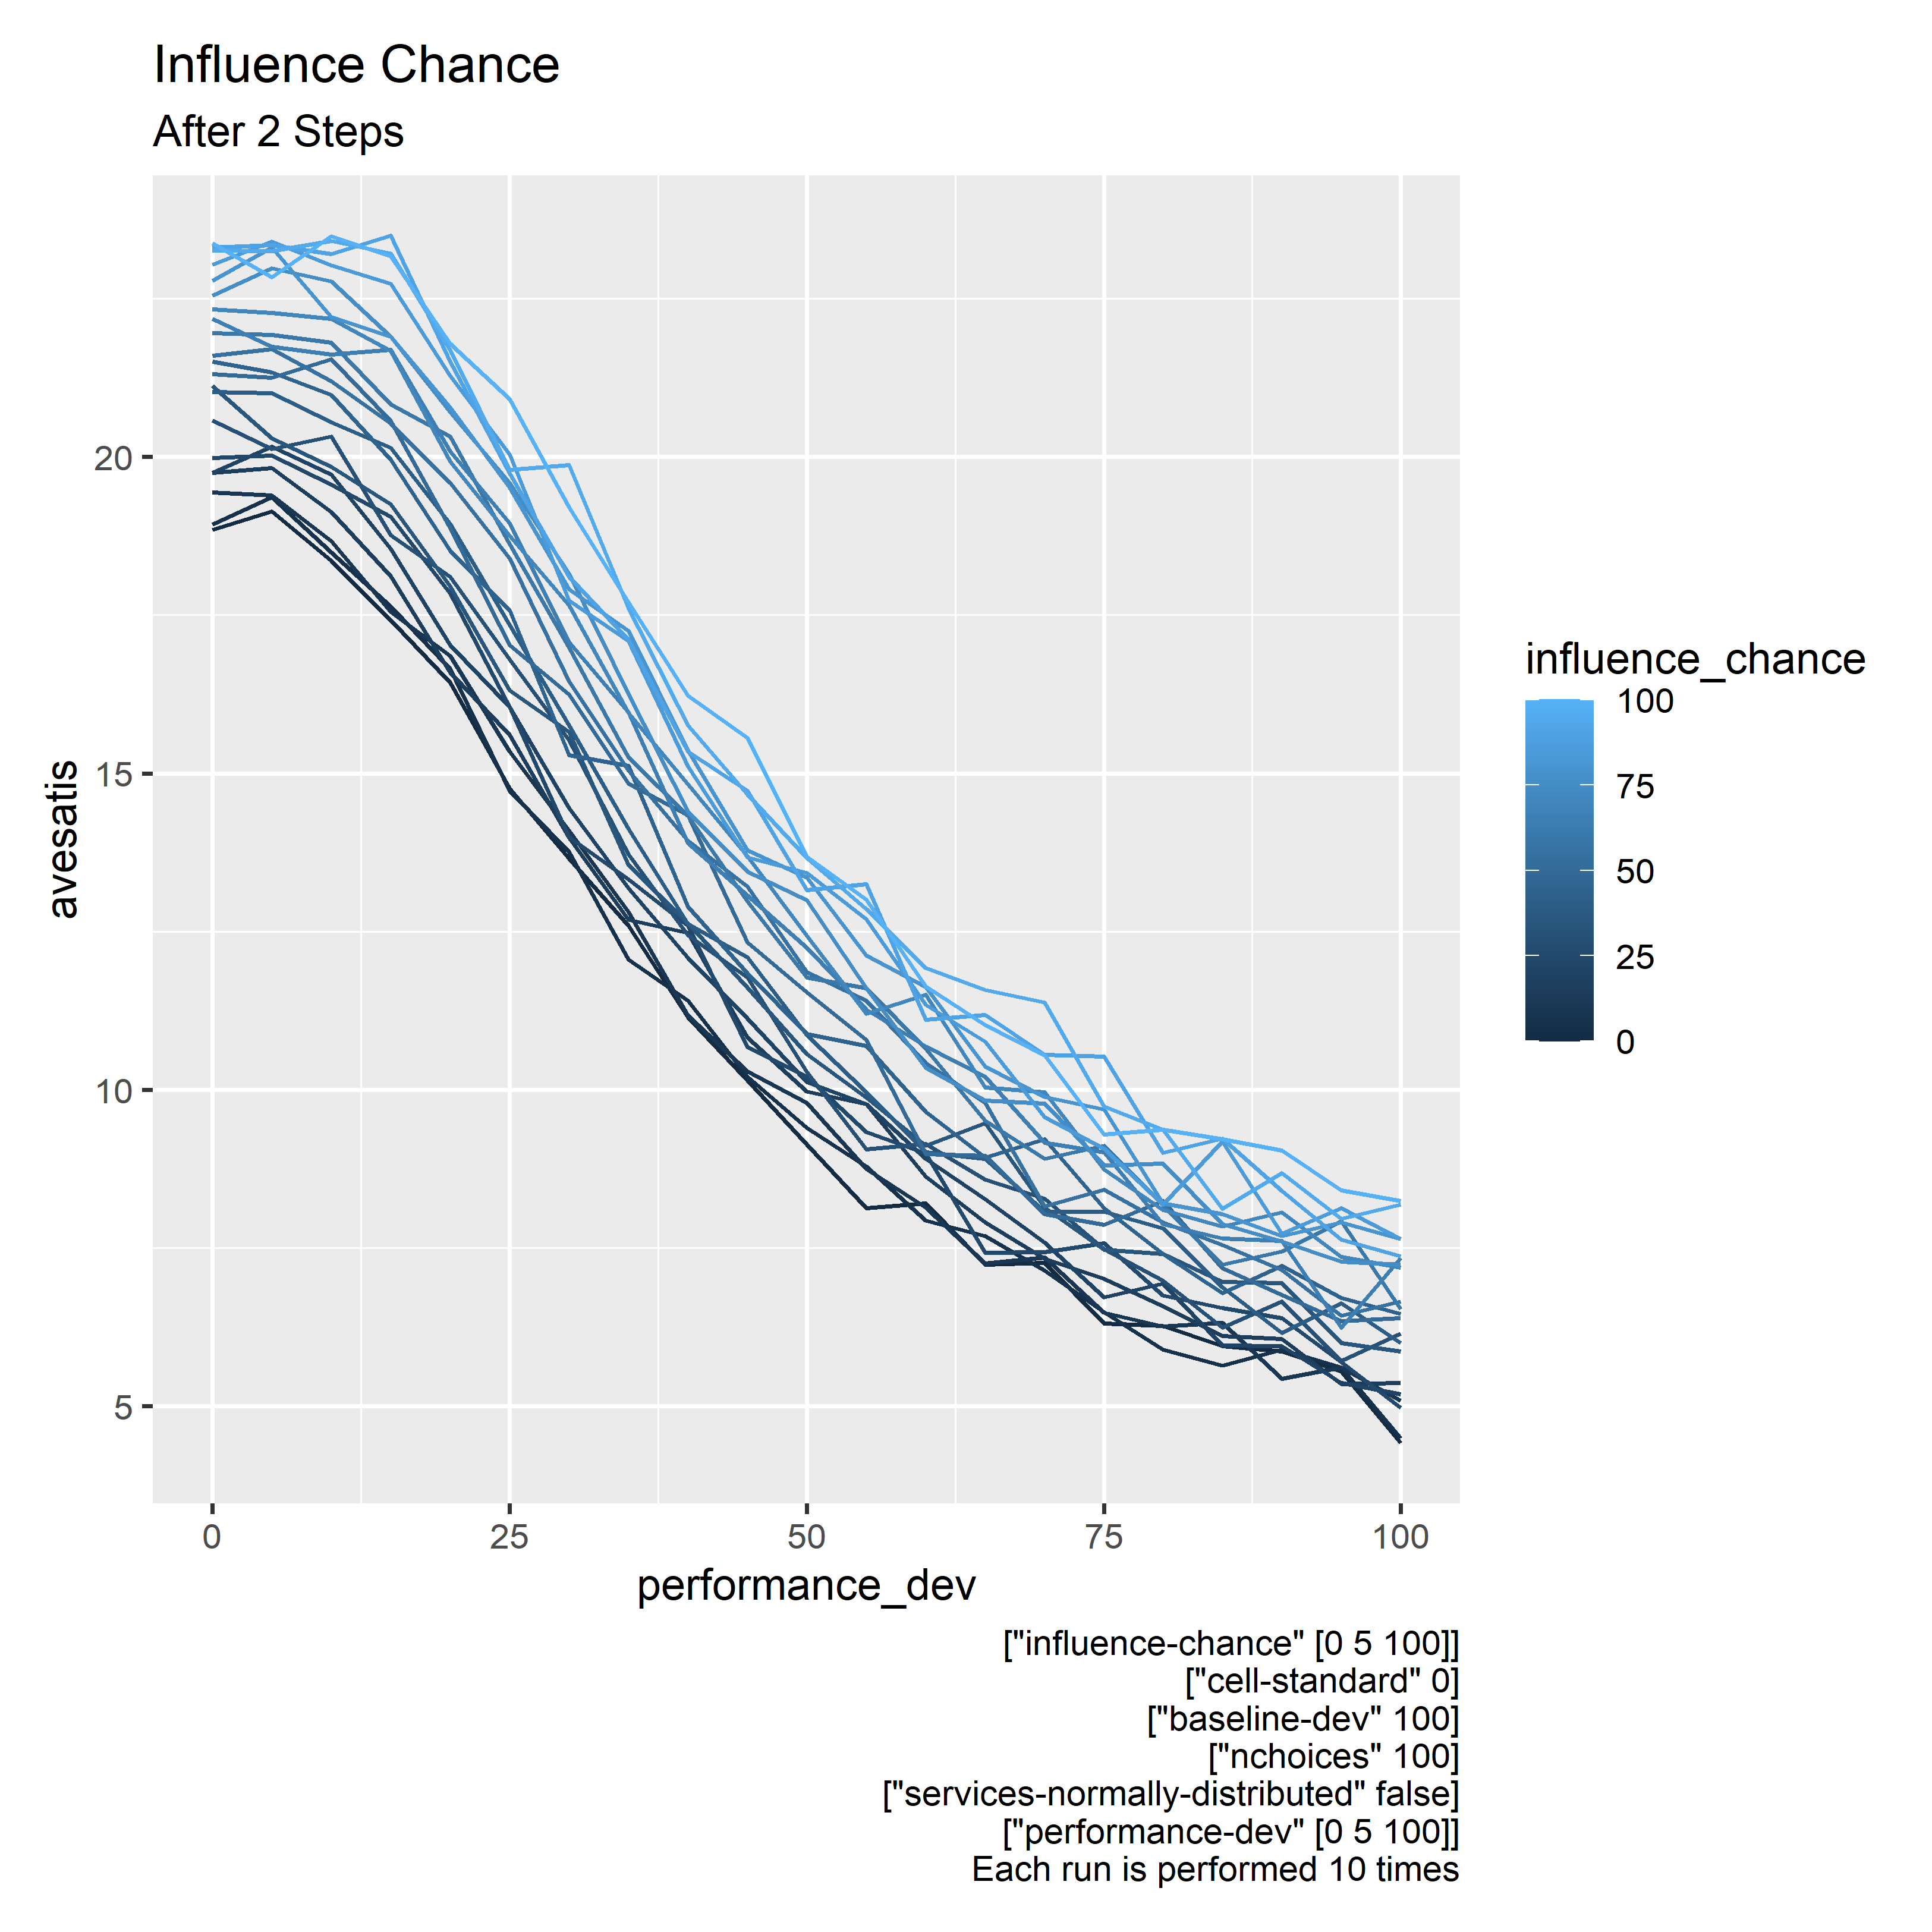 Influence Chance
After 2 Steps
20
15
10
5
avesatis
0
25
50
75
100
performance_dev
influence_chance
100
75
50
25
0
["influence-chance" [0 5 100]]
["cell-standard" 0]
["baseline-dev" 100]
["nchoices" 100]
["services-normally-distributed" false]
["performance-dev" [0 5 100]]
Each run is performed 10 times